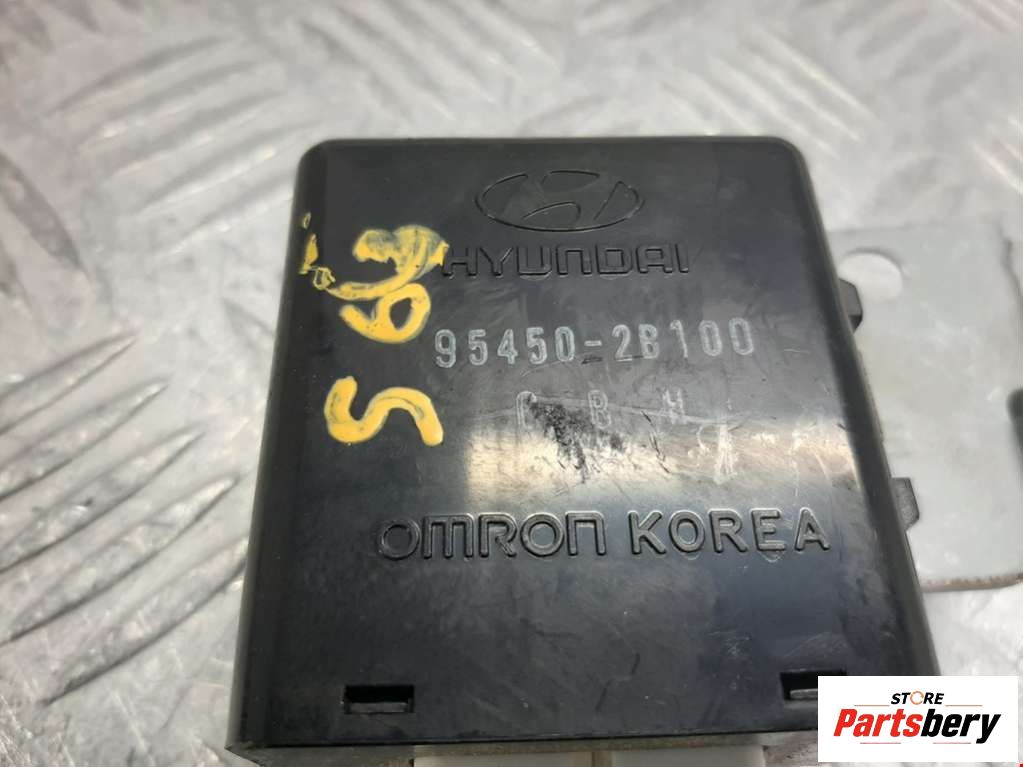 HYUNDAI
95450-2B100
C B H
OMRON KOREA
STORE
Partsbery